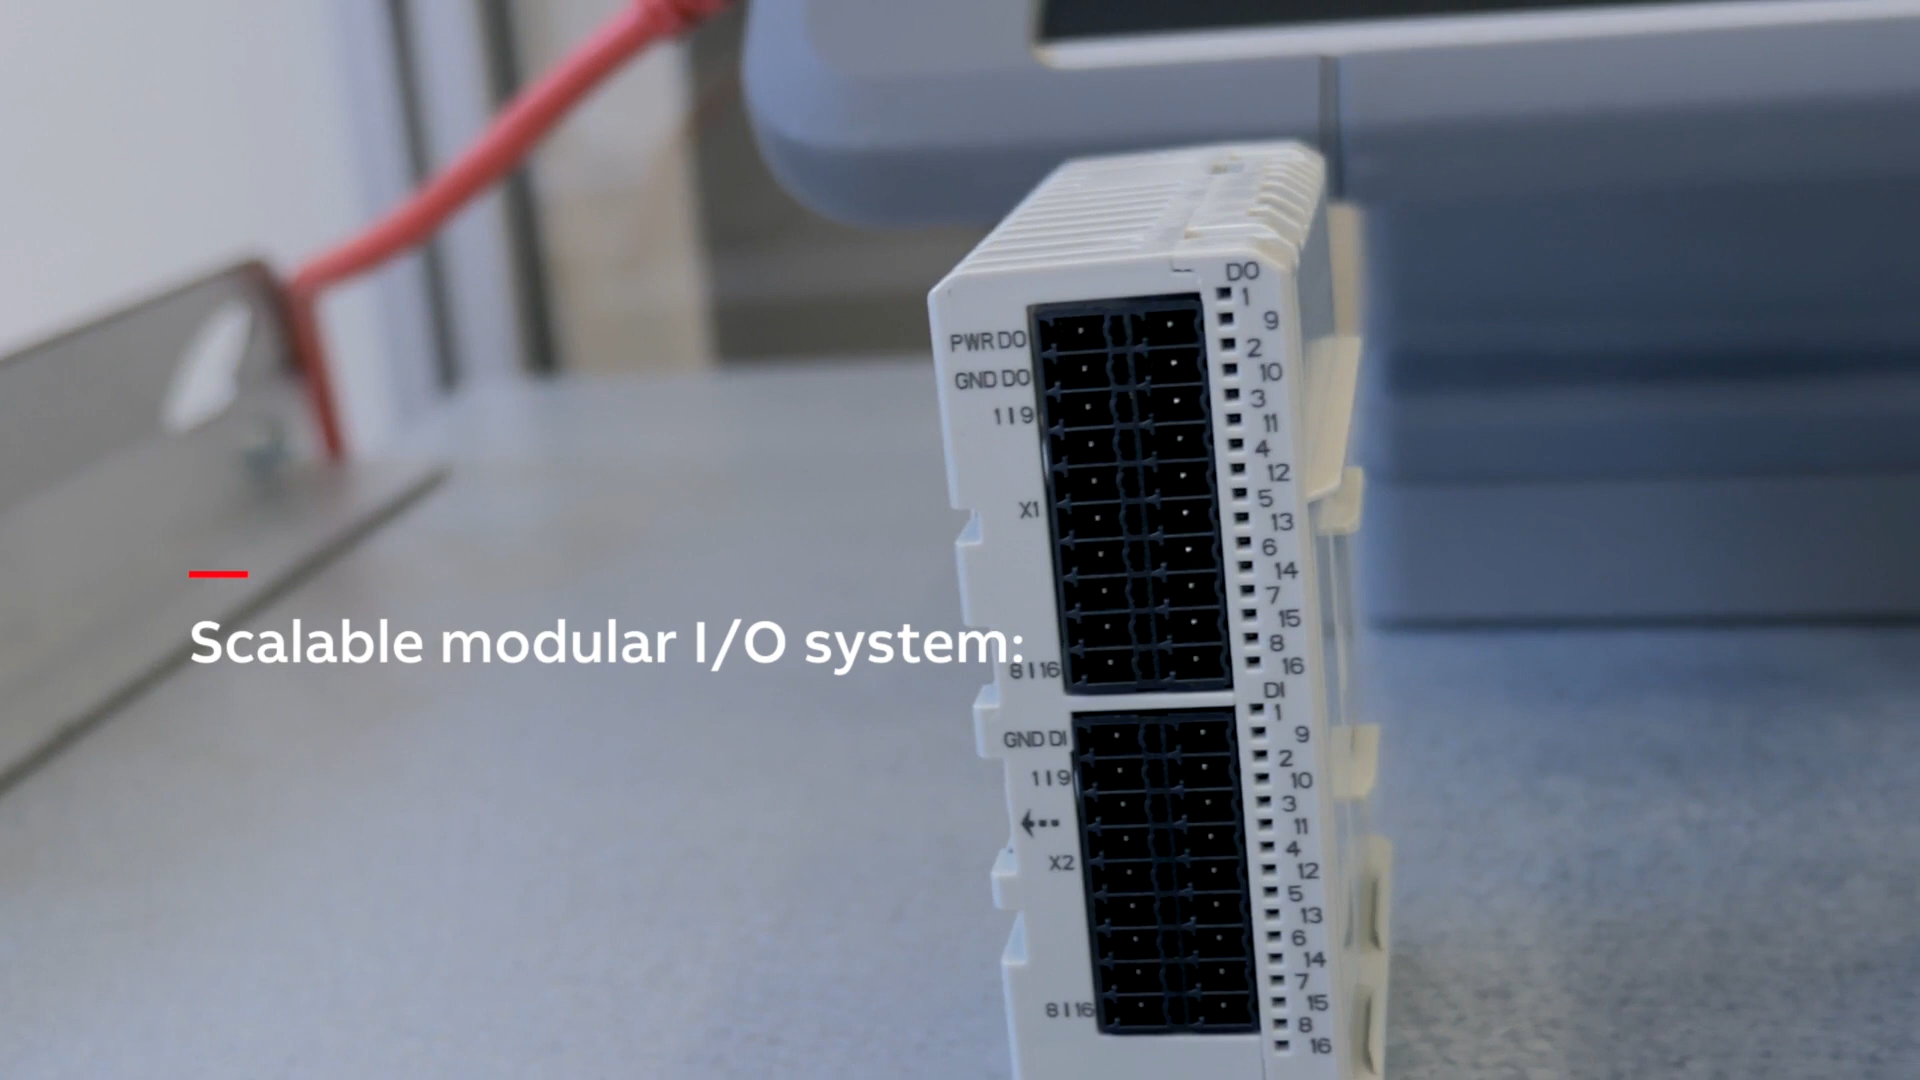 DO
1
9
PWR DO
2
GND DO
10
3
1 I 9
11
4
12
5
X1
13
6
14
7
15
Scalable modular I/O system:
8
8 I 16
16
DI
1
GND DI
9
2
1 I 9
10
3
11
4
X2
12
5
13
6
14
7
15
8 I 16
8
16